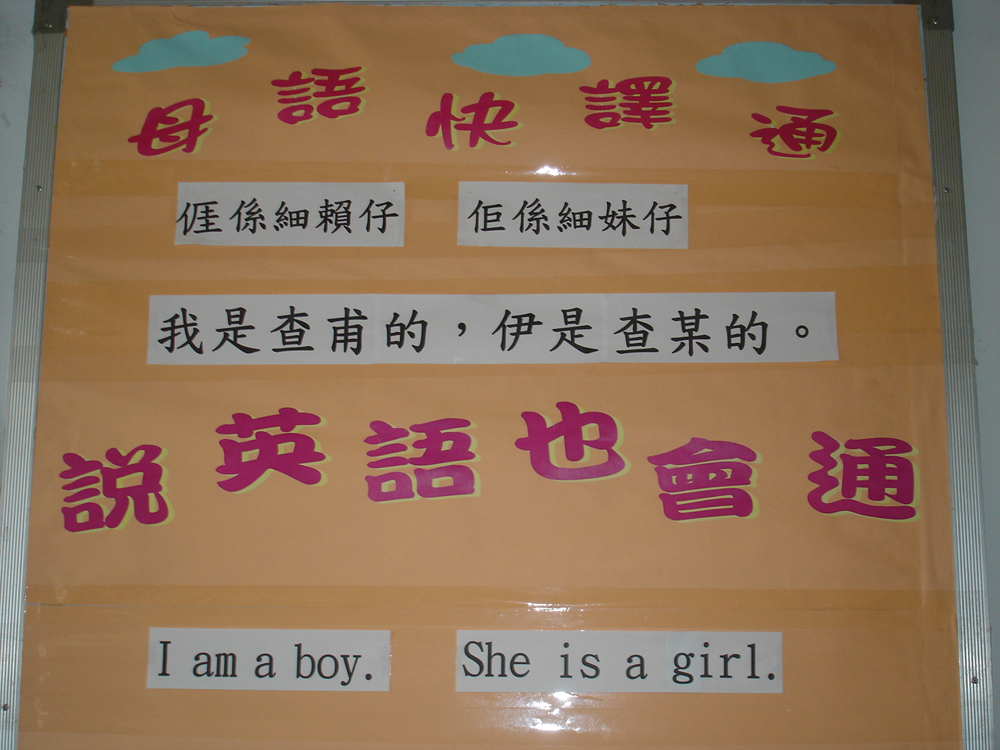 母語快譯通
𠊎係細賴仔 佢係細妹仔
我是查甫的，伊是查某的。
説英語也會通
I am a boy. She is a girl.